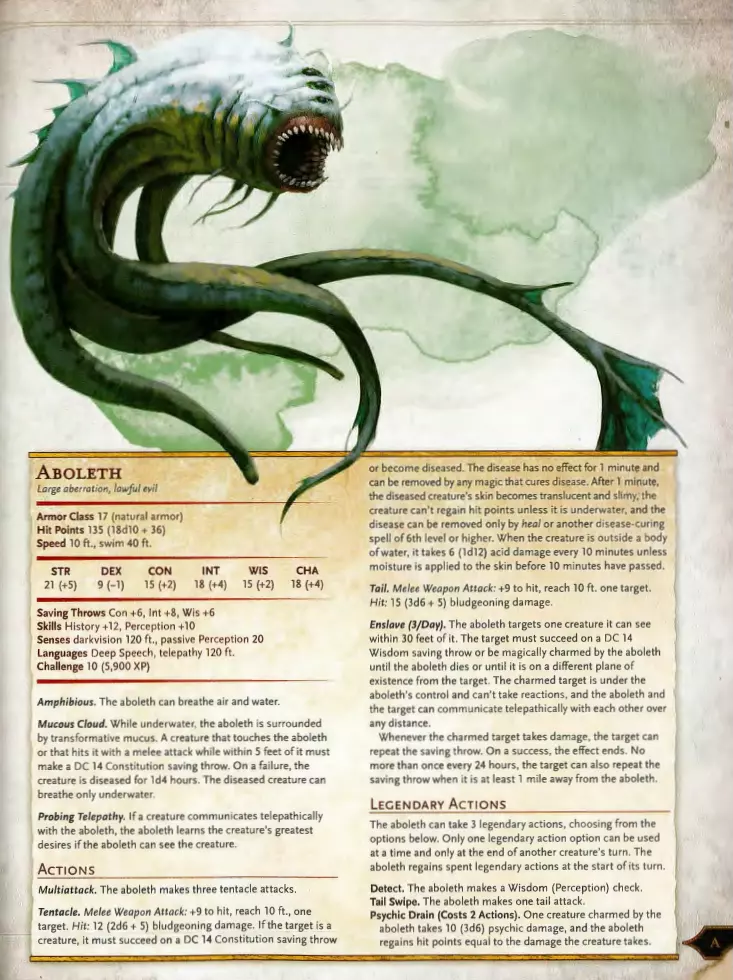 ABOLETH
Large aberration, lawful evil
Armor Class 17 (natural armor)
Hit Points 135 (18d10 + 36)
Speed 10 ft., swim 40 ft.
STR DEX CON INT WIS CHA
21 (+5) 9 (−1) 15 (+2) 18 (+4) 15 (+2) 18 (+4)
Saving Throws Con +6, Int +8, Wis +6
Skills History +12, Perception +10
Senses darkvision 120 ft., passive Perception 20
Languages Deep Speech, telepathy 120 ft.
Challenge 10 (5,900 XP)
Amphibious. The aboleth can breathe air and water.
Mucous Cloud. While underwater, the aboleth is surrounded
by transformative mucus. A creature that touches the aboleth
or that hits it with a melee attack while within 5 feet of it must
make a DC 14 Constitution saving throw. On a failure, the
creature is diseased for 1d4 hours. The diseased creature can
breathe only underwater.
Probing Telepathy. If a creature communicates telepathically
with the aboleth, the aboleth learns the creature's greatest
desires if the aboleth can see the creature.
ACTIONS
Multiattack. The aboleth makes three tentacle attacks.
Tentacle. Melee Weapon Attack: +9 to hit, reach 10 ft., one
target. Hit: 12 (2d6 + 5) bludgeoning damage. If the target is a
creature, it must succeed on a DC 14 Constitution saving throw
or become diseased. The disease has no effect for 1 minute and
can be removed by any magic that cures disease. After 1 minute,
the diseased creature's skin becomes translucent and slimy, the
creature can't regain hit points unless it is underwater, and the
disease can be removed only by heal or another disease-curing
spell of 6th level or higher. When the creature is outside a body
of water, it takes 6 (1d12) acid damage every 10 minutes unless
moisture is applied to the skin before 10 minutes have passed.
Tail. Melee Weapon Attack: +9 to hit, reach 10 ft. one target.
Hit: 15 (3d6 + 5) bludgeoning damage.
Enslave (3/Day). The aboleth targets one creature it can see
within 30 feet of it. The target must succeed on a DC 14
Wisdom saving throw or be magically charmed by the aboleth
until the aboleth dies or until it is on a different plane of
existence from the target. The charmed target is under the
aboleth's control and can't take reactions, and the aboleth and
the target can communicate telepathically with each other over
any distance.
Whenever the charmed target takes damage, the target can
repeat the saving throw. On a success, the effect ends. No
more than once every 24 hours, the target can also repeat the
saving throw when it is at least 1 mile away from the aboleth.
LEGENDARY ACTIONS
The aboleth can take 3 legendary actions, choosing from the
options below. Only one legendary action option can be used
at a time and only at the end of another creature's turn. The
aboleth regains spent legendary actions at the start of its turn.
Detect. The aboleth makes a Wisdom (Perception) check.
Tail Swipe. The aboleth makes one tail attack.
Psychic Drain (Costs 2 Actions). One creature charmed by the
aboleth takes 10 (3d6) psychic damage, and the aboleth
regains hit points equal to the damage the creature takes.
A